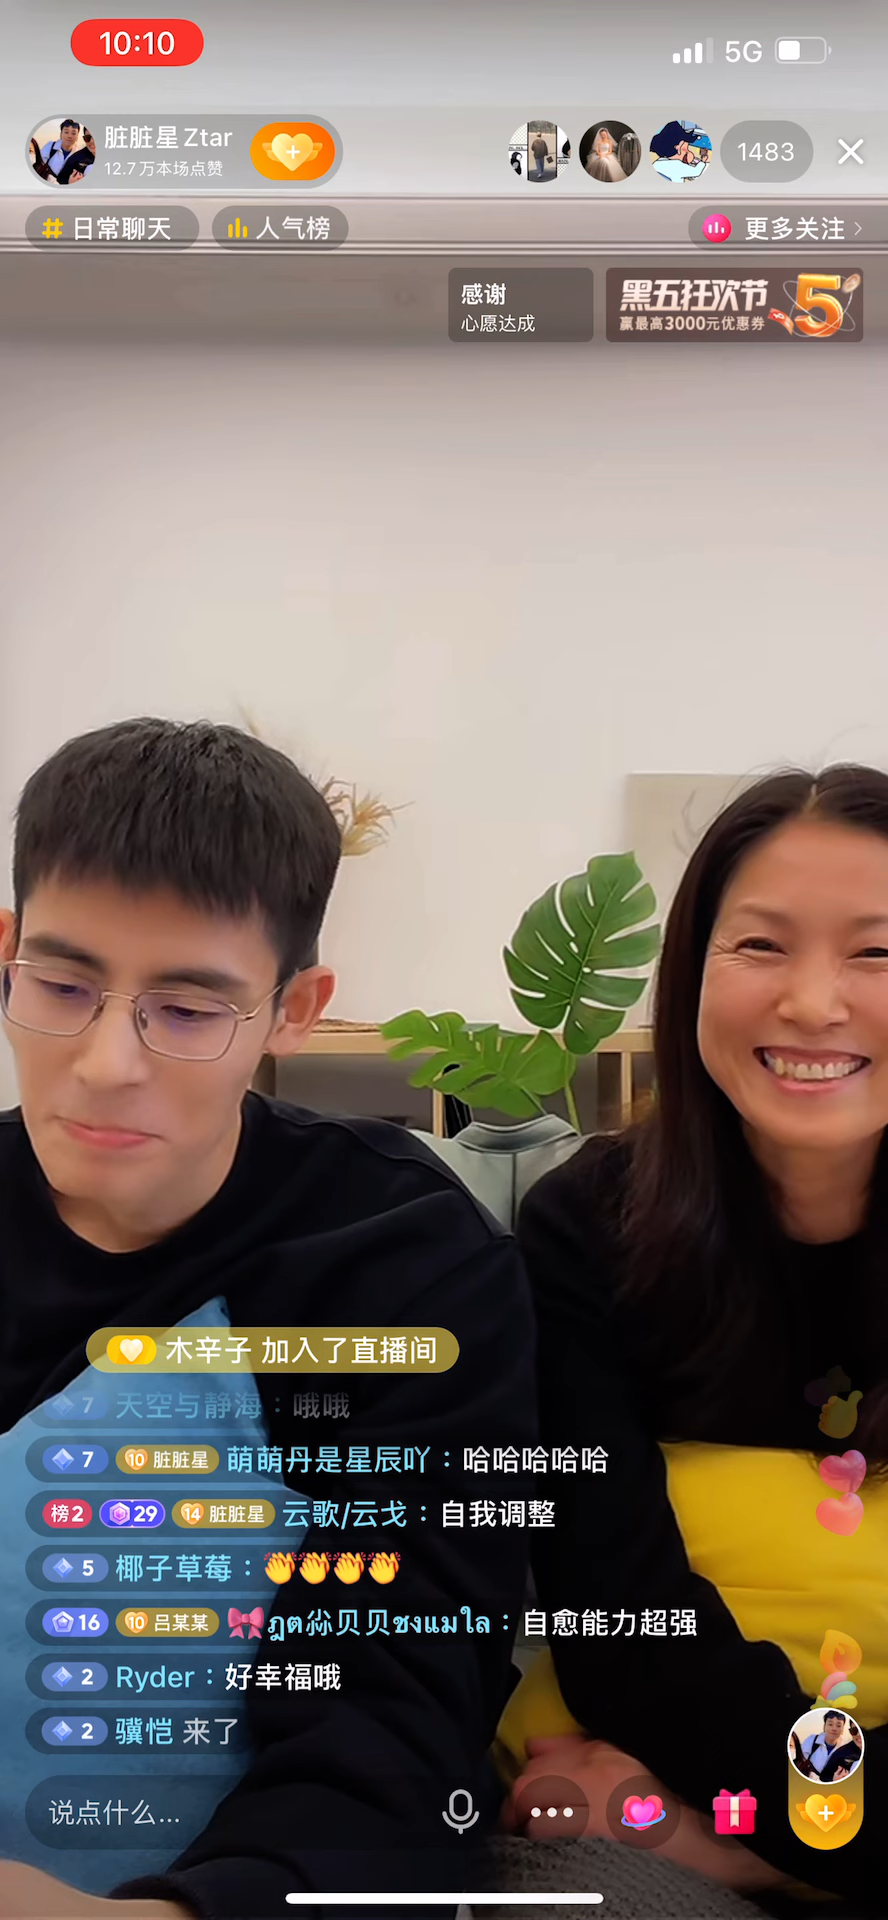 10:10
5G
脏脏星Ztar
12.7万本场点赞
1483
日常聊天
人气榜
更多关注
感谢
心愿达成
黑五狂欢节
赢最高3000元优惠券
5
木辛子 加入了直播间
7 天空与静海：哦哦
7 10 脏脏星 萌萌丹是星辰吖：哈哈哈哈哈
榜2 29 14 脏脏星 云歌/云戈：自我调整
5 椰子草莓：👏👏👏👏
16 10 吕某某 🎀ฎต尛贝贝ชงแมใล：自愈能力超强
2 Ryder：好幸福哦
2 骥恺 来了
说点什么...